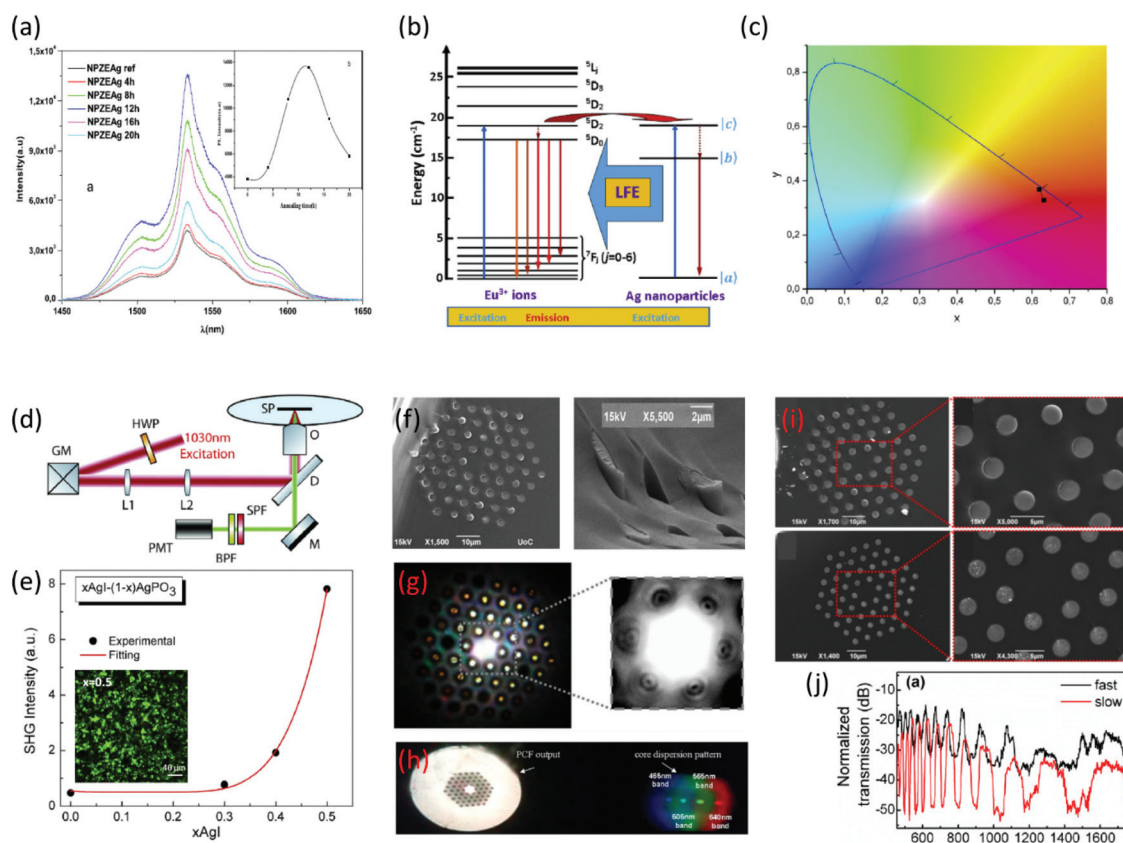 (a)
1,5x10⁴
1,2x10⁴
9,0x10³
6,0x10³
3,0x10³
0,0
Intensity(a.u)
NPZEAg ref
NPZEAg 4h
NPZEAg 8h
NPZEAg 12h
NPZEAg 16h
NPZEAg 20h
a
b
Annealing time(h)
1450
1500
1550
1600
1650
λ(nm)
(b)
Energy (cm⁻¹)
25
20
15
10
5
0
⁵D₃
⁵D₂
⁵D₂
⁵D₀
|c⟩
|b⟩
|a⟩
LFE
(j=0-6)
Eu³⁺ ions
Ag nanoparticles
Excitation
Emission
Excitation
(c)
0,8
0,6
0,4
0,2
0,0
y
0,0
0,1
0,2
0,3
0,4
0,5
0,6
0,7
0,8
x
(d)
SP
HWP
1030nm
Excitation
O
GM
D
L1
L2
SPF
PMT
BPF
M
(e)
8
6
4
2
0
SHG Intensity (a.u.)
xAgI-(1-x)AgPO₃
Experimental
Fitting
x=0.5
40 μm
0.0
0.1
0.2
0.3
0.4
0.5
xAgI
(f)
15kV X1,500 10μm UoC
15kV X5,500 2μm
(g)
(h)
PCF output
core dispersion pattern
465nm
band
565nm
band
band
640nm
band
(i)
15kV X1,700 10μm
15kV X5,000 5μm
15kV X1,400 10μm
15kV X4,300 5μm
(j)
(a)
fast
slow
-10
-20
-30
-40
-50
Normalized
transmission (dB)
600
800
1000
1200
1400
1600